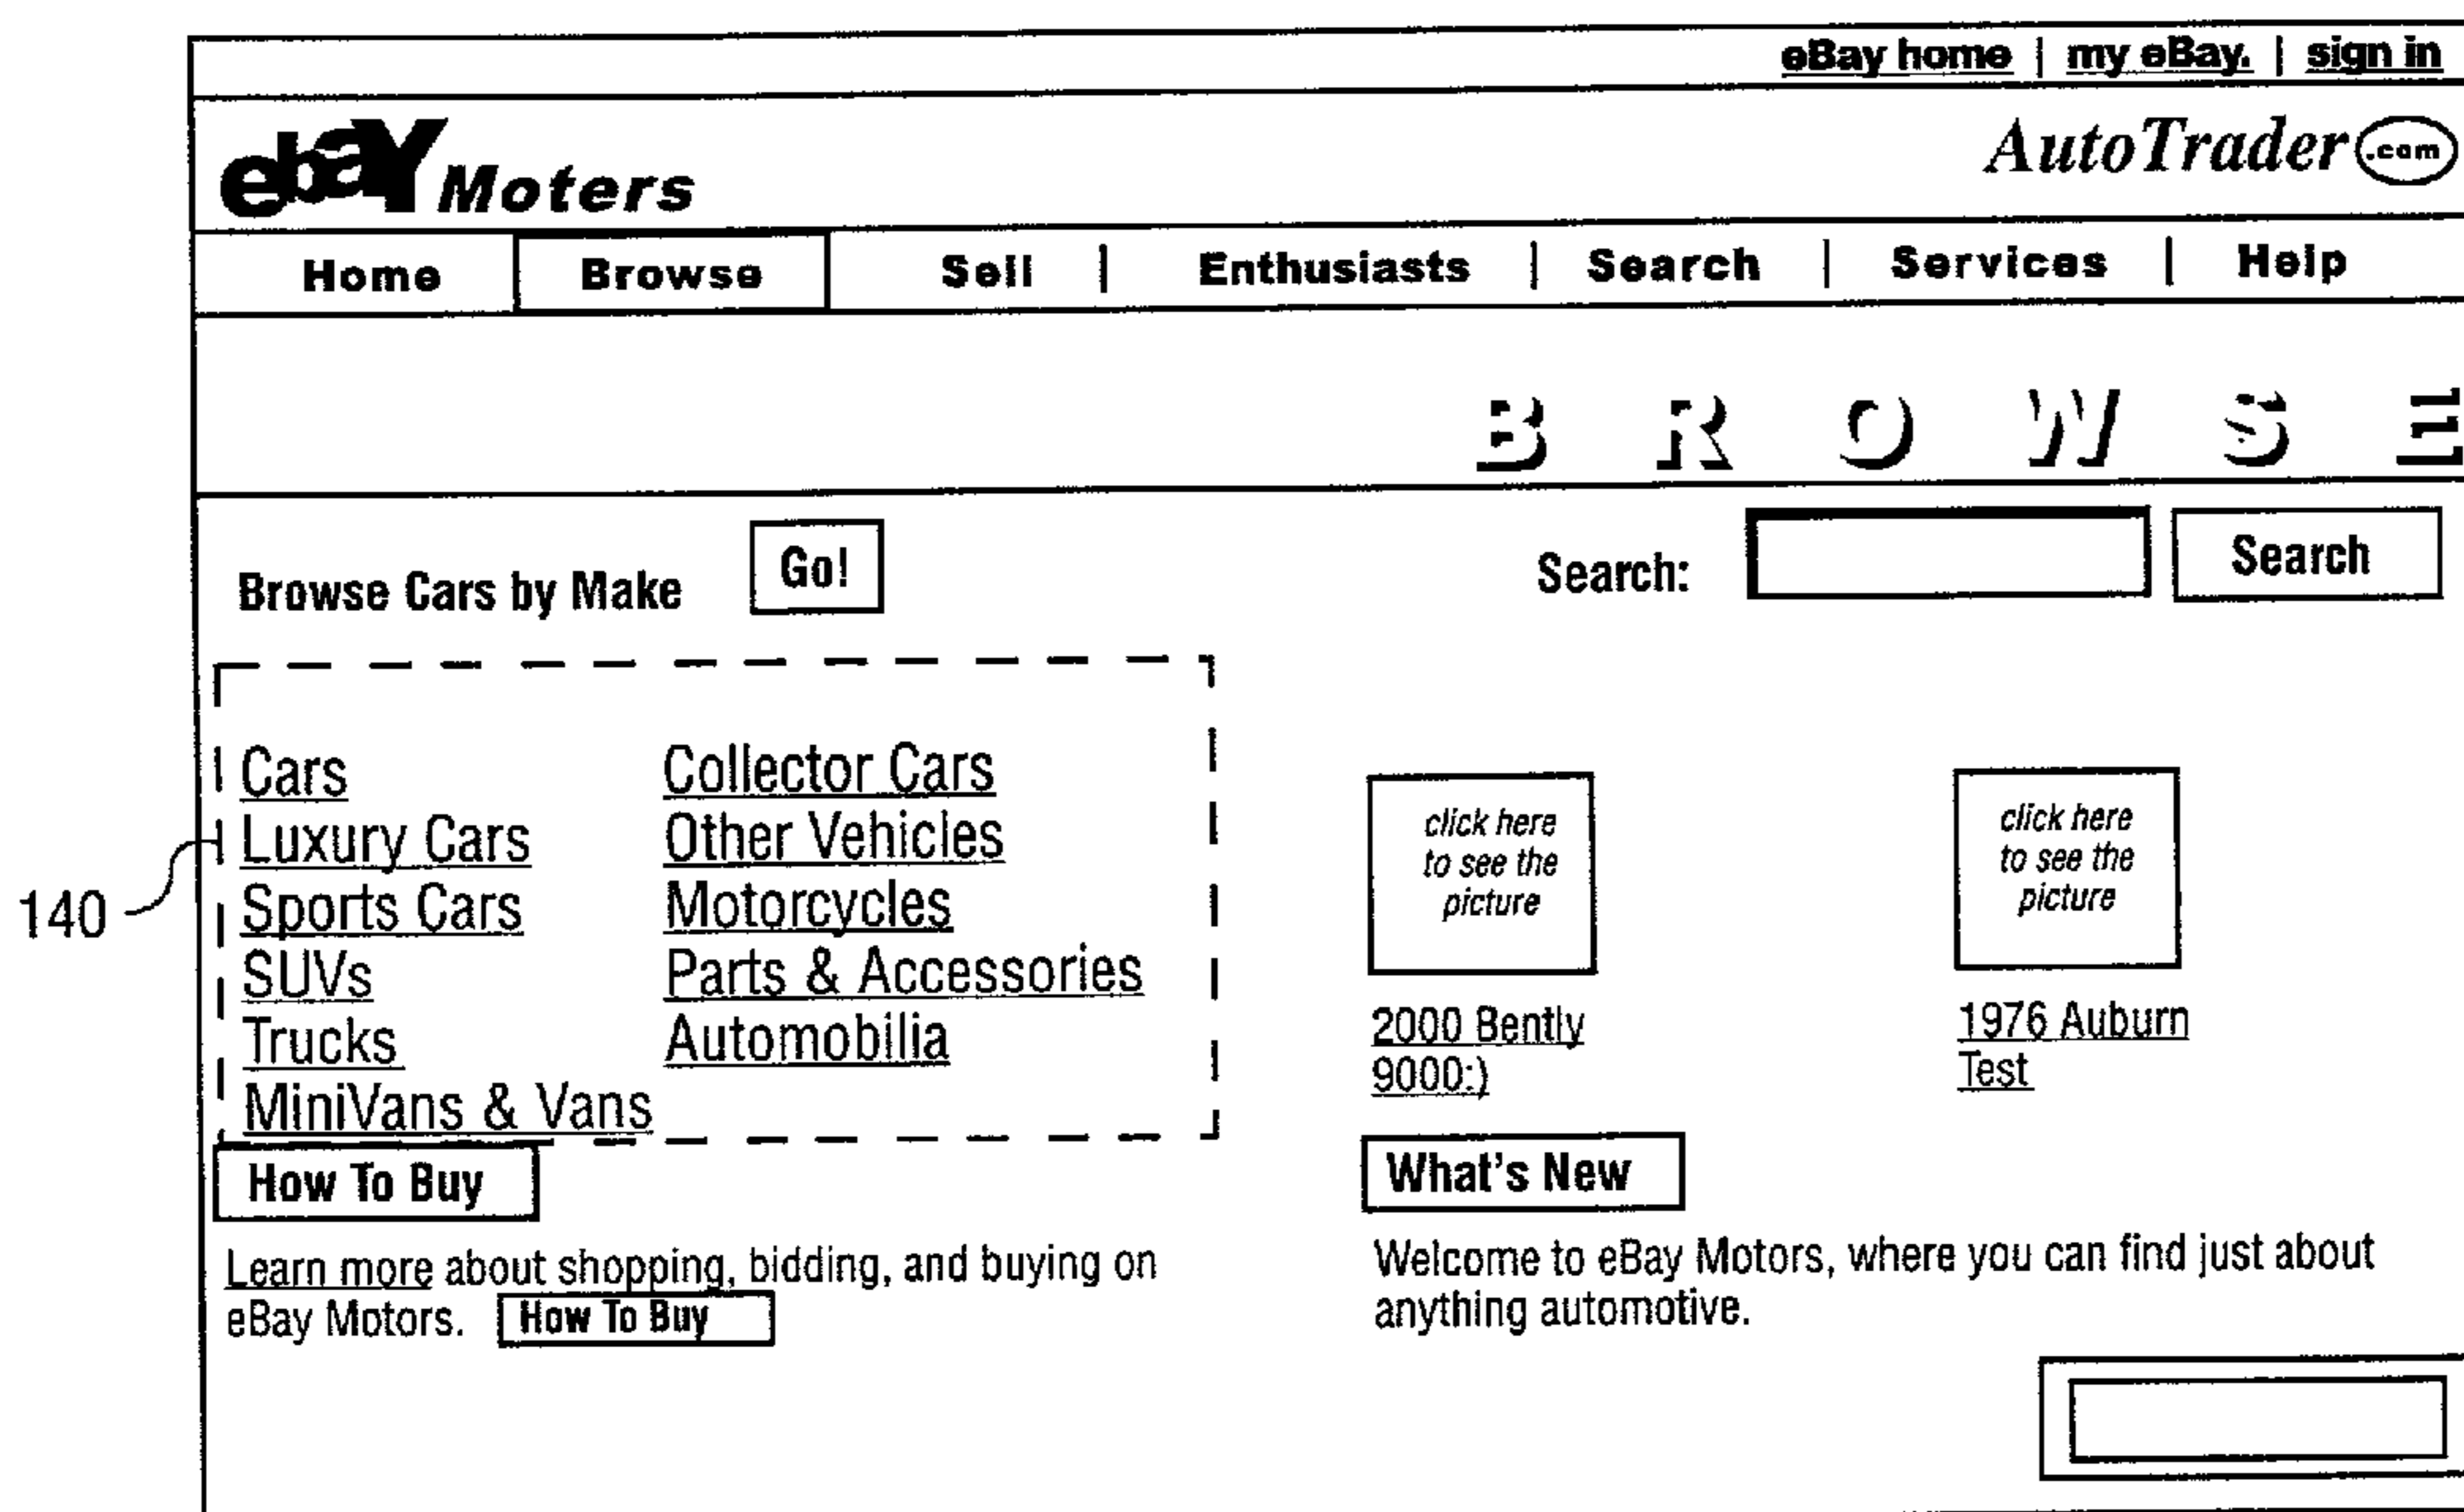 eBay home | my eBay. | sign in
ebaY Moters
AutoTrader .com
Home Browse Sell | Enthusiasts | Search | Services | Help
B R O W S E
Browse Cars by Make Go! Search: Search
Cars Collector Cars
Luxury Cars Other Vehicles
140 Sports Cars Motorcycles
SUVs Parts & Accessories
Trucks Automobilia
MiniVans & Vans
click here
to see the
picture
2000 Bently
9000:)
click here
to see the
picture
1976 Auburn
Test
How To Buy
Learn more about shopping, bidding, and buying on
eBay Motors. How To Buy
What's New
Welcome to eBay Motors, where you can find just about
anything automotive.